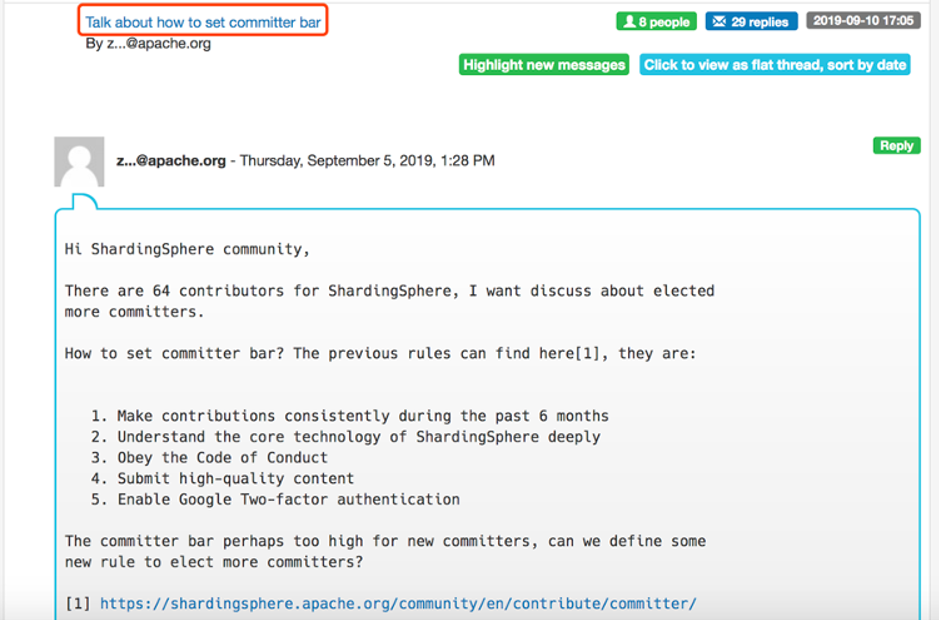 Talk about how to set committer bar
8 people
29 replies
2019-09-10 17:05
By z...@apache.org
Highlight new messages
Click to view as flat thread, sort by date
z...@apache.org - Thursday, September 5, 2019, 1:28 PM
Reply
Hi ShardingSphere community,
There are 64 contributors for ShardingSphere, I want discuss about elected
more committers.
How to set committer bar? The previous rules can find here[1], they are:
1. Make contributions consistently during the past 6 months
2. Understand the core technology of ShardingSphere deeply
3. Obey the Code of Conduct
4. Submit high-quality content
5. Enable Google Two-factor authentication
The committer bar perhaps too high for new committers, can we define some
new rule to elect more committers?
[1] https://shardingsphere.apache.org/community/en/contribute/committer/